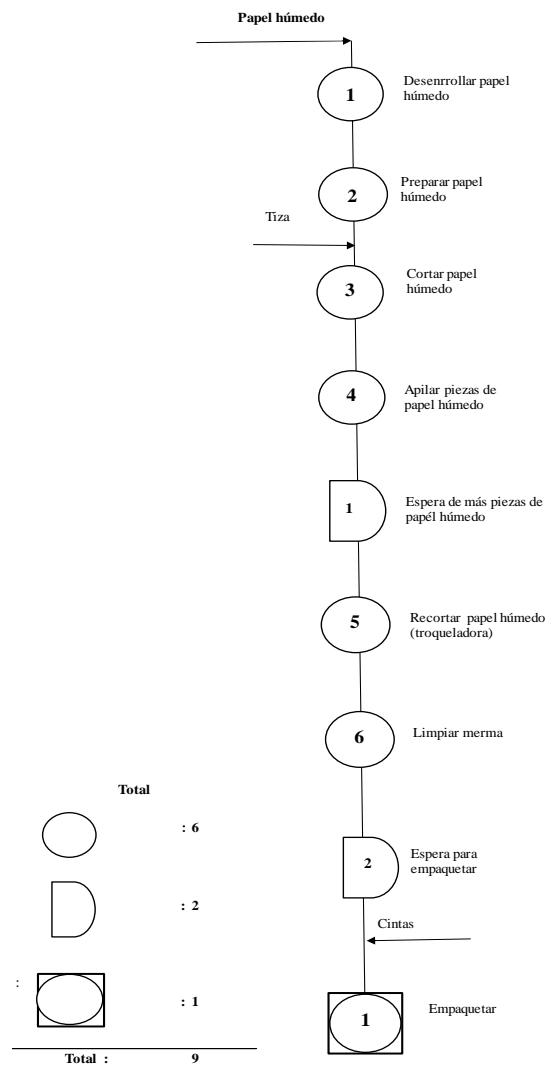 Papel húmedo
1
Desenrrollar papel
húmedo
2
Preparar papel
húmedo
Tiza
3
Cortar papel
húmedo
4
Apilar piezas de
papel húmedo
1
Espera de más piezas de
papél húmedo
5
Recortar papel húmedo
(troqueladora)
6
Limpiar merma
2
Espera para
empaquetar
Cintas
1
Empaquetar
Total
: 6
: 2
:
: 1
Total : 9